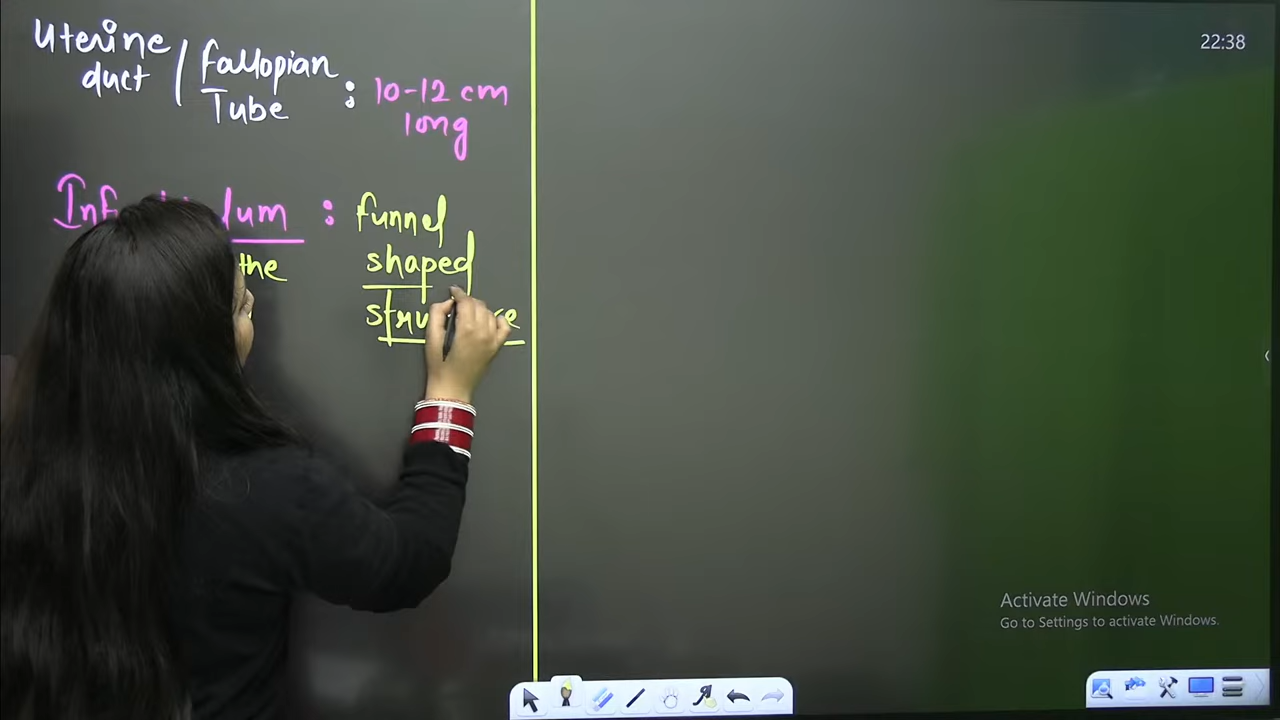 Uterine
duct / Fallopian
Tube : 10-12 cm
long
: funnel
the shaped
22:38
Activate Windows
Go to Settings to activate Windows.